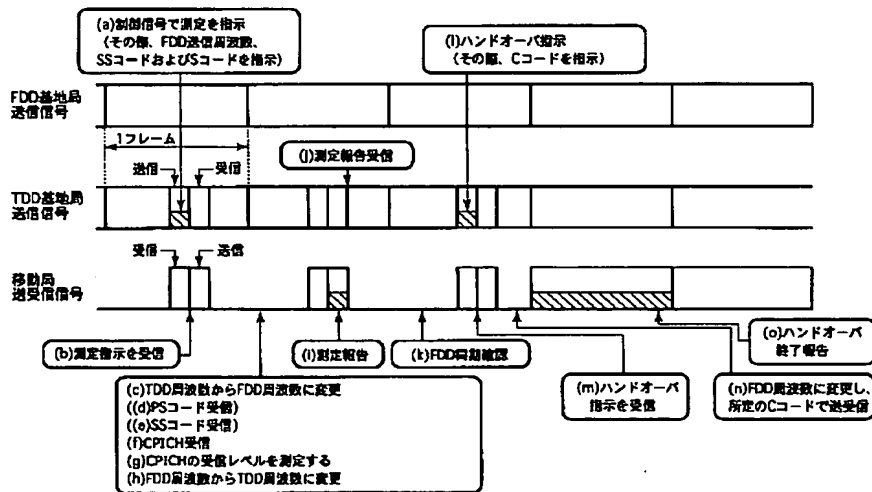 (a)制御信号で測定を指示
(その際、FDD送信周波数、
SSコードおよびSコードを指示)
(l)ハンドオーバ指示
(その際、Cコードを指示)
FDD基地局
送信信号
1フレーム
送信
受信
(j)測定報告受信
TDD基地局
送信信号
受信
送信
移動局
送受信信号
(b)測定指示を受信
(i)測定報告
(k)FDD同期確認
(o)ハンドオーバ
終了報告
(c)TDD周波数からFDD周波数に変更
((d)PSコード受信)
((e)SSコード受信)
(f)CPICH受信
(g)CPICHの受信レベルを測定する
(h)FDD周波数からTDD周波数に変更
(m)ハンドオーバ
指示を受信
(n)FDD周波数に変更し、
所定のCコードで送受信